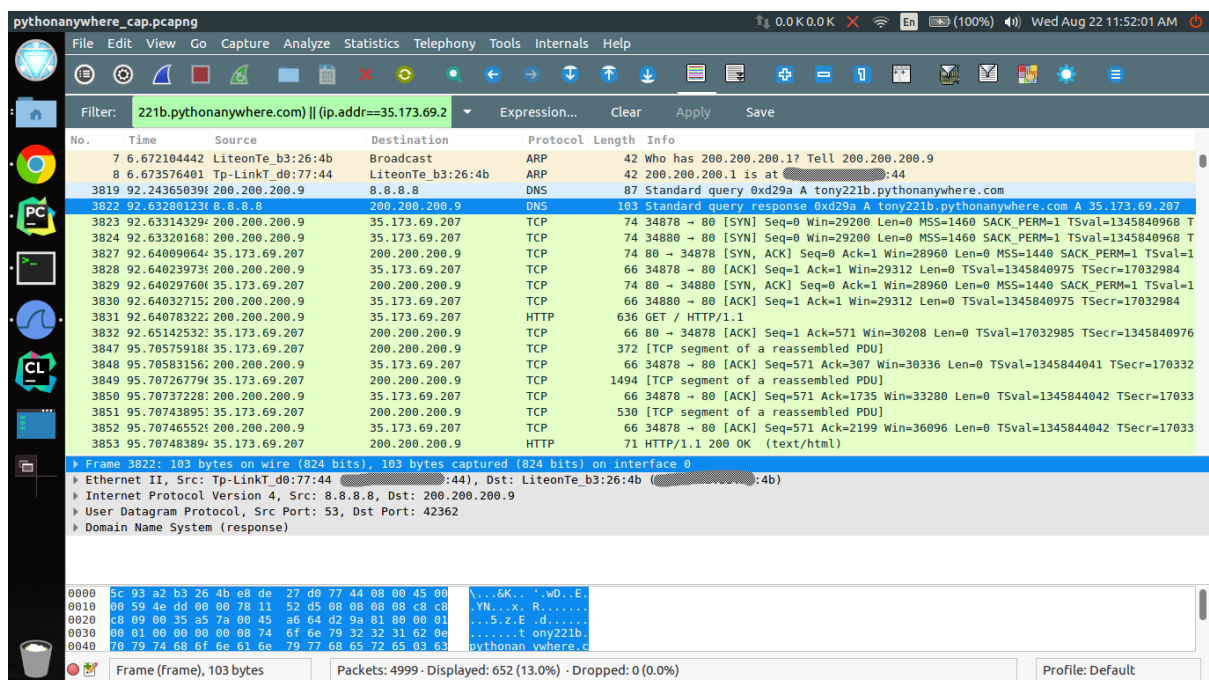 pythonanywhere_cap.pcapng 0.0 K 0.0 K En (100%) Wed Aug 22 11:52:01 AM
File Edit View Go Capture Analyze Statistics Telephony Tools Internals Help
Filter: 221b.pythonanywhere.com) || (ip.addr==35.173.69.2 Expression... Clear Apply Save
No. Time Source Destination Protocol Length Info
7 6.672104442 LiteonTe_b3:26:4b Broadcast ARP 42 Who has 200.200.200.1? Tell 200.200.200.9
8 6.673576401 Tp-LinkT_d0:77:44 LiteonTe_b3:26:4b ARP 42 200.200.200.1 is at :44
3819 92.243650398 200.200.200.9 8.8.8.8 DNS 87 Standard query 0xd29a A tony221b.pythonanywhere.com
3822 92.632801236 8.8.8.8 200.200.200.9 DNS 103 Standard query response 0xd29a A tony221b.pythonanywhere.com A 35.173.69.207
3823 92.633143294 200.200.200.9 35.173.69.207 TCP 74 34878 → 80 [SYN] Seq=0 Win=29200 Len=0 MSS=1460 SACK_PERM=1 TSval=1345840968 T
3824 92.633201681 200.200.200.9 35.173.69.207 TCP 74 34880 → 80 [SYN] Seq=0 Win=29200 Len=0 MSS=1460 SACK_PERM=1 TSval=1345840968 T
3827 92.640090644 35.173.69.207 200.200.200.9 TCP 74 80 → 34878 [SYN, ACK] Seq=0 Ack=1 Win=28960 Len=0 MSS=1440 SACK_PERM=1 TSval=1
3828 92.640239739 200.200.200.9 35.173.69.207 TCP 66 34878 → 80 [ACK] Seq=1 Ack=1 Win=29312 Len=0 TSval=1345840975 TSecr=17032984
3829 92.640297606 35.173.69.207 200.200.200.9 TCP 74 80 → 34880 [SYN, ACK] Seq=0 Ack=1 Win=28960 Len=0 MSS=1440 SACK_PERM=1 TSval=1
3830 92.640327152 200.200.200.9 35.173.69.207 TCP 66 34880 → 80 [ACK] Seq=1 Ack=1 Win=29312 Len=0 TSval=1345840975 TSecr=17032984
3831 92.640783222 200.200.200.9 35.173.69.207 HTTP 636 GET / HTTP/1.1
3832 92.651425323 35.173.69.207 200.200.200.9 TCP 66 80 → 34878 [ACK] Seq=1 Ack=571 Win=30208 Len=0 TSval=17032985 TSecr=1345840976
3847 95.705759188 35.173.69.207 200.200.200.9 TCP 372 [TCP segment of a reassembled PDU]
3848 95.705831562 200.200.200.9 35.173.69.207 TCP 66 34878 → 80 [ACK] Seq=571 Ack=307 Win=30336 Len=0 TSval=1345844041 TSecr=170332
3849 95.707267796 35.173.69.207 200.200.200.9 TCP 1494 [TCP segment of a reassembled PDU]
3850 95.707372281 200.200.200.9 35.173.69.207 TCP 66 34878 → 80 [ACK] Seq=571 Ack=1735 Win=33280 Len=0 TSval=1345844042 TSecr=17033
3851 95.707438951 35.173.69.207 200.200.200.9 TCP 530 [TCP segment of a reassembled PDU]
3852 95.707465529 200.200.200.9 35.173.69.207 TCP 66 34878 → 80 [ACK] Seq=571 Ack=2199 Win=36096 Len=0 TSval=1345844042 TSecr=17033
3853 95.707483894 35.173.69.207 200.200.200.9 HTTP 71 HTTP/1.1 200 OK (text/html)
PC
CL
Frame 3822: 103 bytes on wire (824 bits), 103 bytes captured (824 bits) on interface 0
Ethernet II, Src: Tp-LinkT_d0:77:44 ( :44), Dst: LiteonTe_b3:26:4b ( :4b)
Internet Protocol Version 4, Src: 8.8.8.8, Dst: 200.200.200.9
User Datagram Protocol, Src Port: 53, Dst Port: 42362
Domain Name System (response)
0000 5c 93 a2 b3 26 4b e8 de 27 d0 77 44 08 00 45 00 \...&K.. '.wD..E.
0010 00 59 4e dd 00 00 78 11 52 d5 08 08 08 08 c8 c8 .YN...x. R.......
0020 c8 09 00 35 a5 7a 00 45 a6 64 d2 9a 81 80 00 01 ...5.z.E .d......
0030 00 01 00 00 00 00 08 74 6f 6e 79 32 32 31 62 0e .......t ony221b.
0040 70 79 74 68 6f 6e 61 6e 79 77 68 65 72 65 03 63 pythonan ywhere.c
Frame (frame), 103 bytes Packets: 4999 · Displayed: 652 (13.0%) · Dropped: 0 (0.0%) Profile: Default